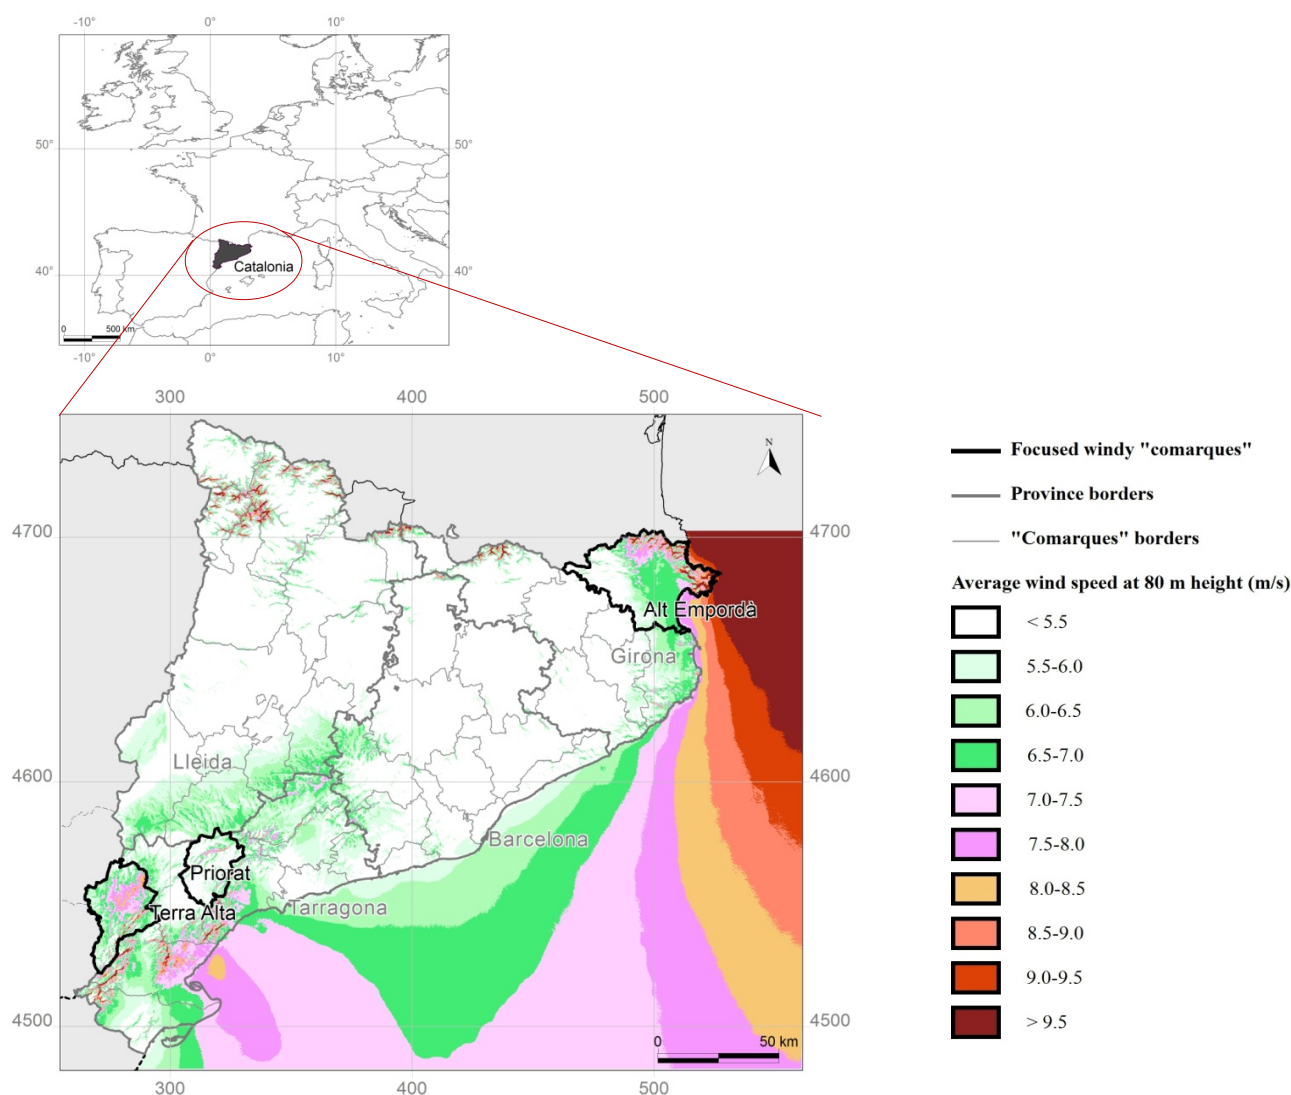 -10° 0° 10°
50° 50°
40° 40°
Catalonia
0 500 km
-10° 0° 10°
300 400 500
N
4700 4700
Alt Empordà
Girona
Lleida
4600 4600
Barcelona
Priorat
Terra Alta
Tarragona
4500 4500
0 50 km
300 400 500
Focused windy "comarques"
Province borders
"Comarques" borders
Average wind speed at 80 m height (m/s)
< 5.5
5.5-6.0
6.0-6.5
6.5-7.0
7.0-7.5
7.5-8.0
8.0-8.5
8.5-9.0
9.0-9.5
> 9.5